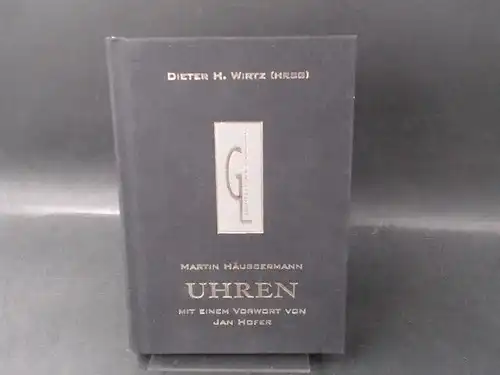 DIETER H. WIRTZ (HRSG)
G
MARTIN HÄUSSERMANN
UHREN
MIT EINEM VORWORT VON
JAN HOFER